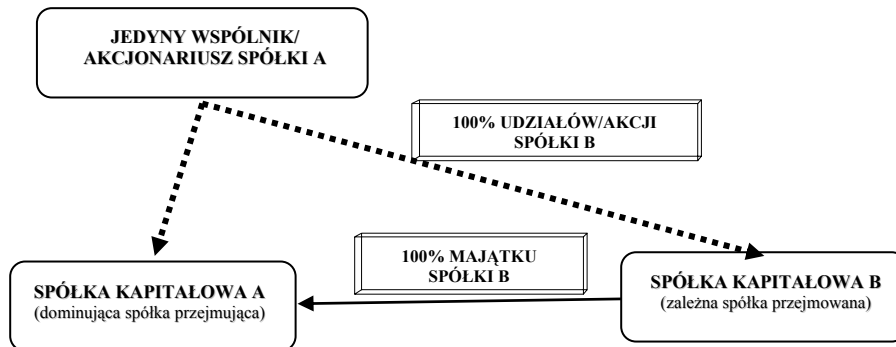 JEDYNY WSPÓLNIK/
AKCJONARIUSZ SPÓŁKI A
100% UDZIAŁÓW/AKCJI
SPÓŁKI B
100% MAJĄTKU
SPÓŁKI B
SPÓŁKA KAPITAŁOWA A
(dominująca spółka przejmująca)
SPÓŁKA KAPITAŁOWA B
(zależna spółka przejmowana)